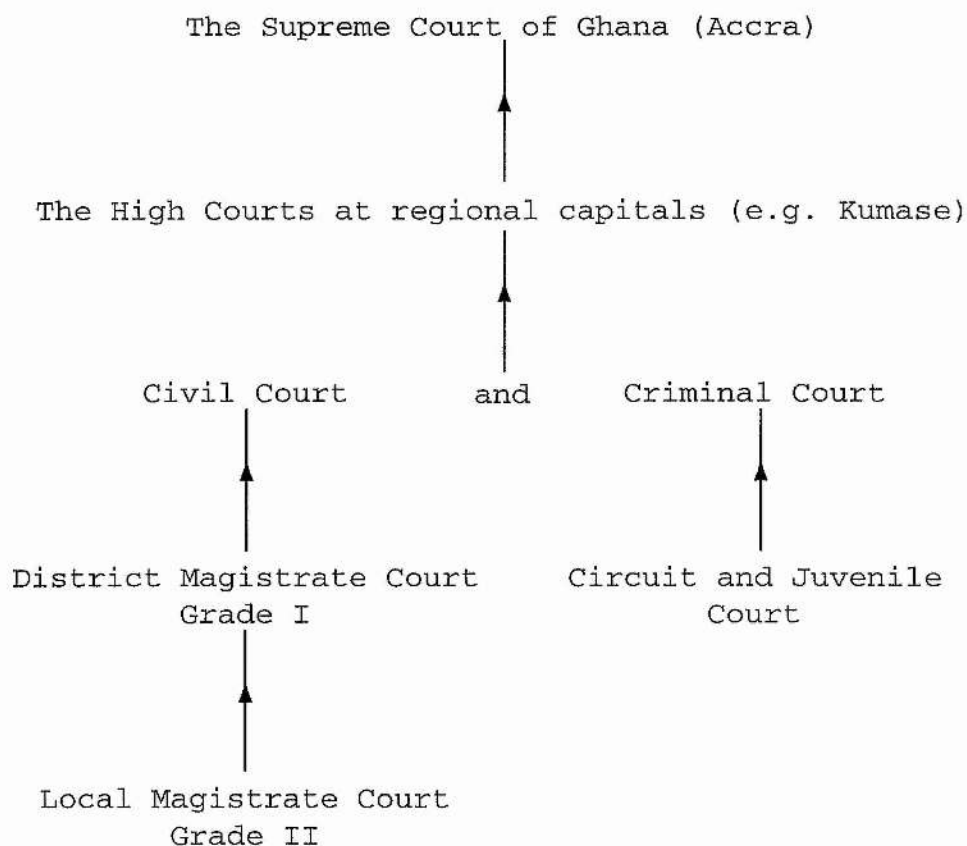 The Supreme Court of Ghana (Accra)
The High Courts at regional capitals (e.g. Kumase)
Civil Court and Criminal Court
District Magistrate Court
Grade I
Circuit and Juvenile
Court
Local Magistrate Court
Grade II